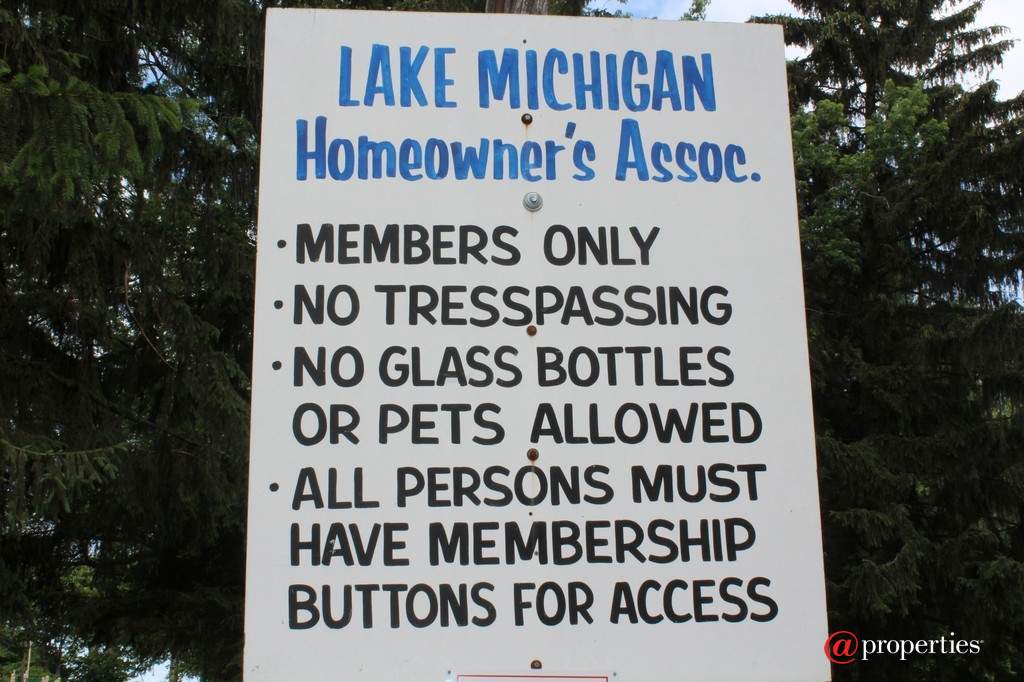 LAKE MICHIGAN
Homeowner's Assoc.
• MEMBERS ONLY
• NO TRESSPASSING
• NO GLASS BOTTLES
OR PETS ALLOWED
• ALL PERSONS MUST
HAVE MEMBERSHIP
BUTTONS FOR ACCESS
@properties